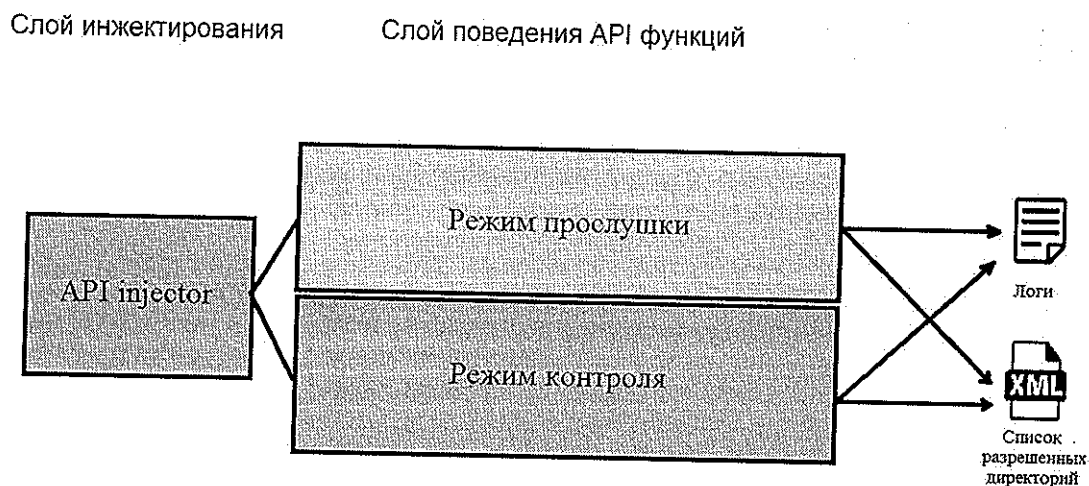 Слой инжектирования
Слой поведения API функций
Режим прослушки
API injector
Режим контроля
Логи
XML
Список
разрешенных
директорий